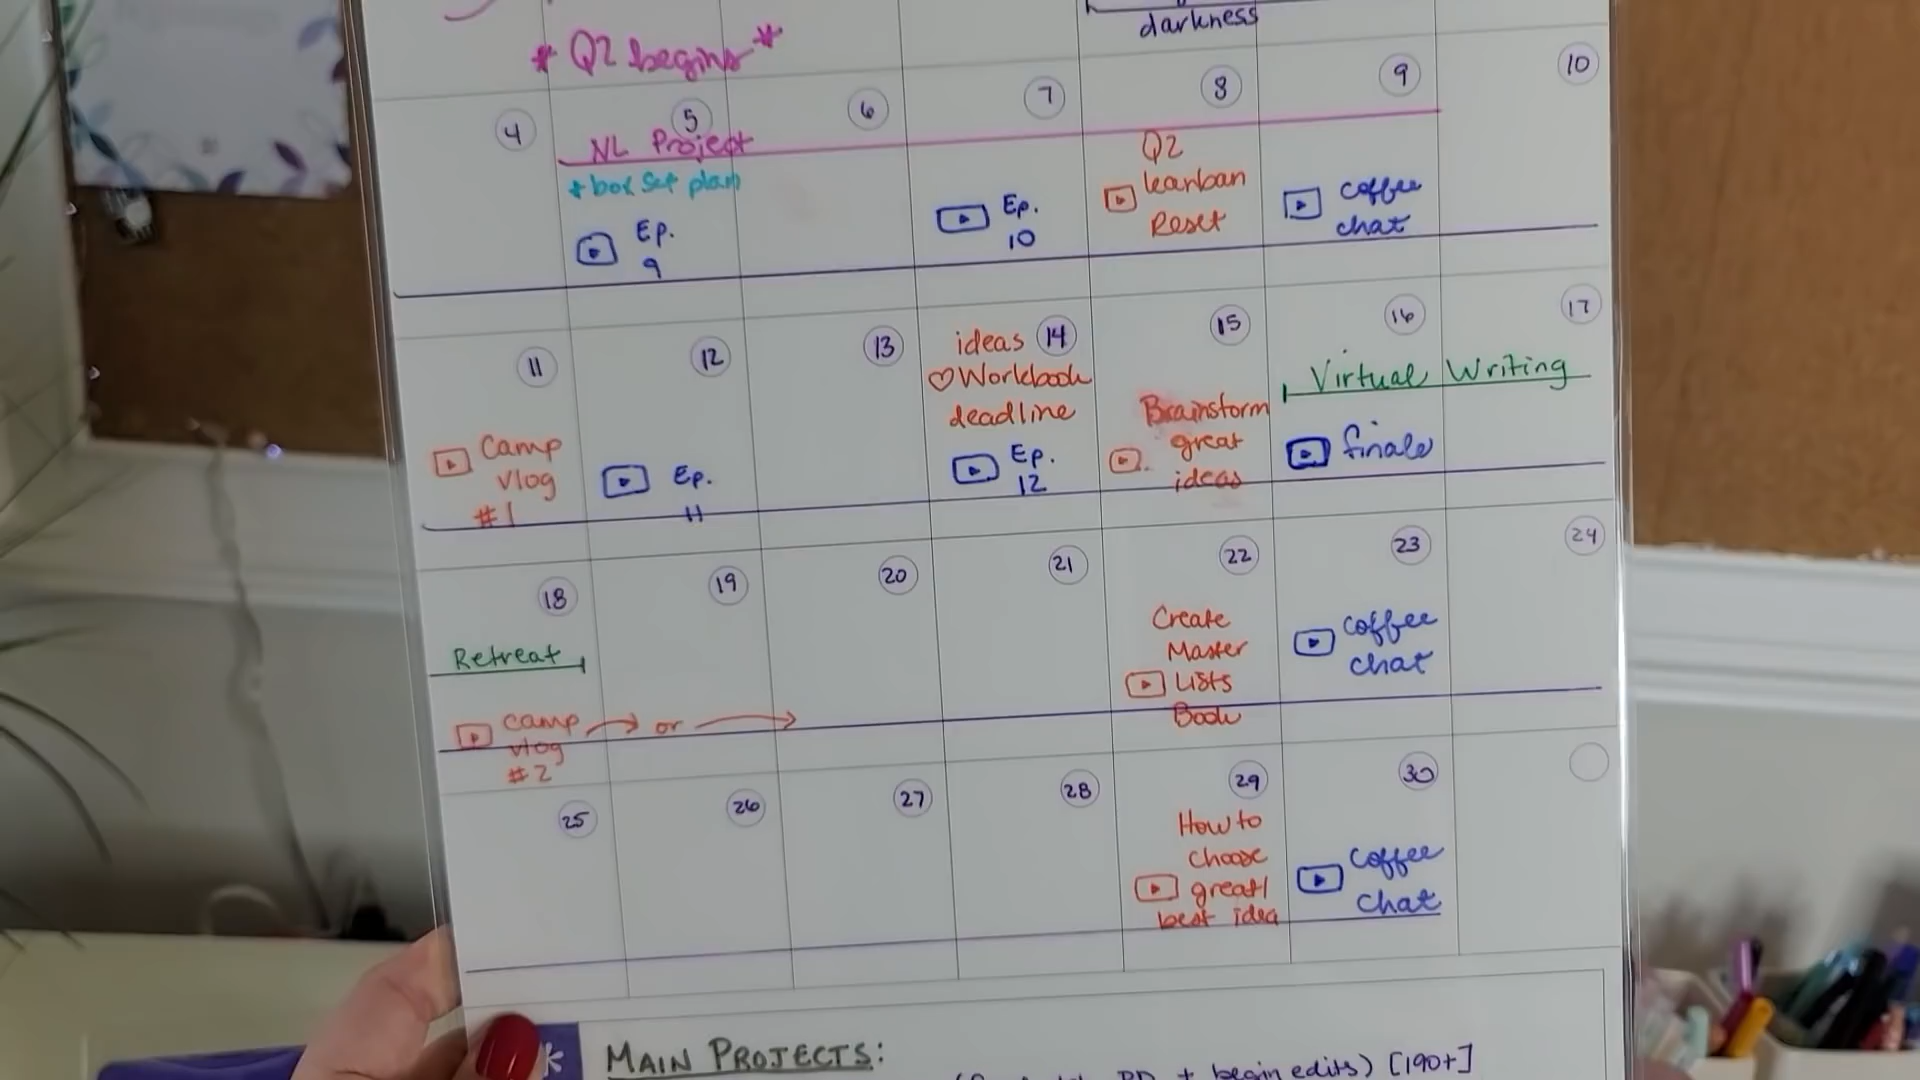 darkness
* Q2 begins *
4
5
6
7
8
9
10
NL Project
+ box set plan
Ep.
9
Ep.
10
Q2
kanban
Reset
coffee
chat
11
12
13
14
15
16
17
Camp
vlog
#1
Ep.
11
ideas
♡ Workbook
deadline
Ep.
12
Brainstorm
great
ideas
Virtual Writing
finale
18
19
20
21
22
23
24
Retreat
camp → or →
vlog
#2
Create
Master
Lists
Book
coffee
chat
25
26
27
28
29
30
How to
choose
great/
best idea
coffee
chat
MAIN PROJECTS:
+ begin edits) [190+]